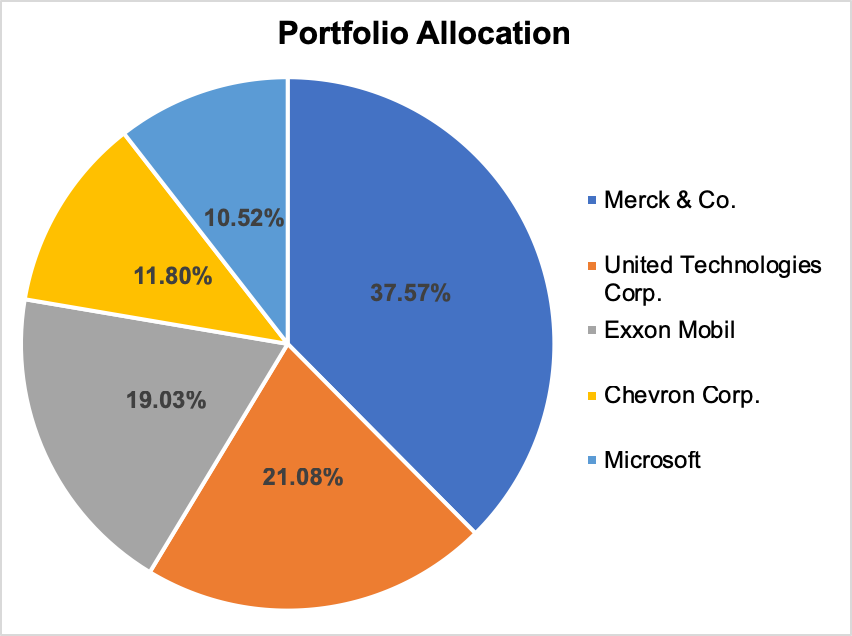 Portfolio Allocation
10.52%
11.80%
37.57%
19.03%
21.08%
Merck & Co.
United Technologies
Corp.
Exxon Mobil
Chevron Corp.
Microsoft